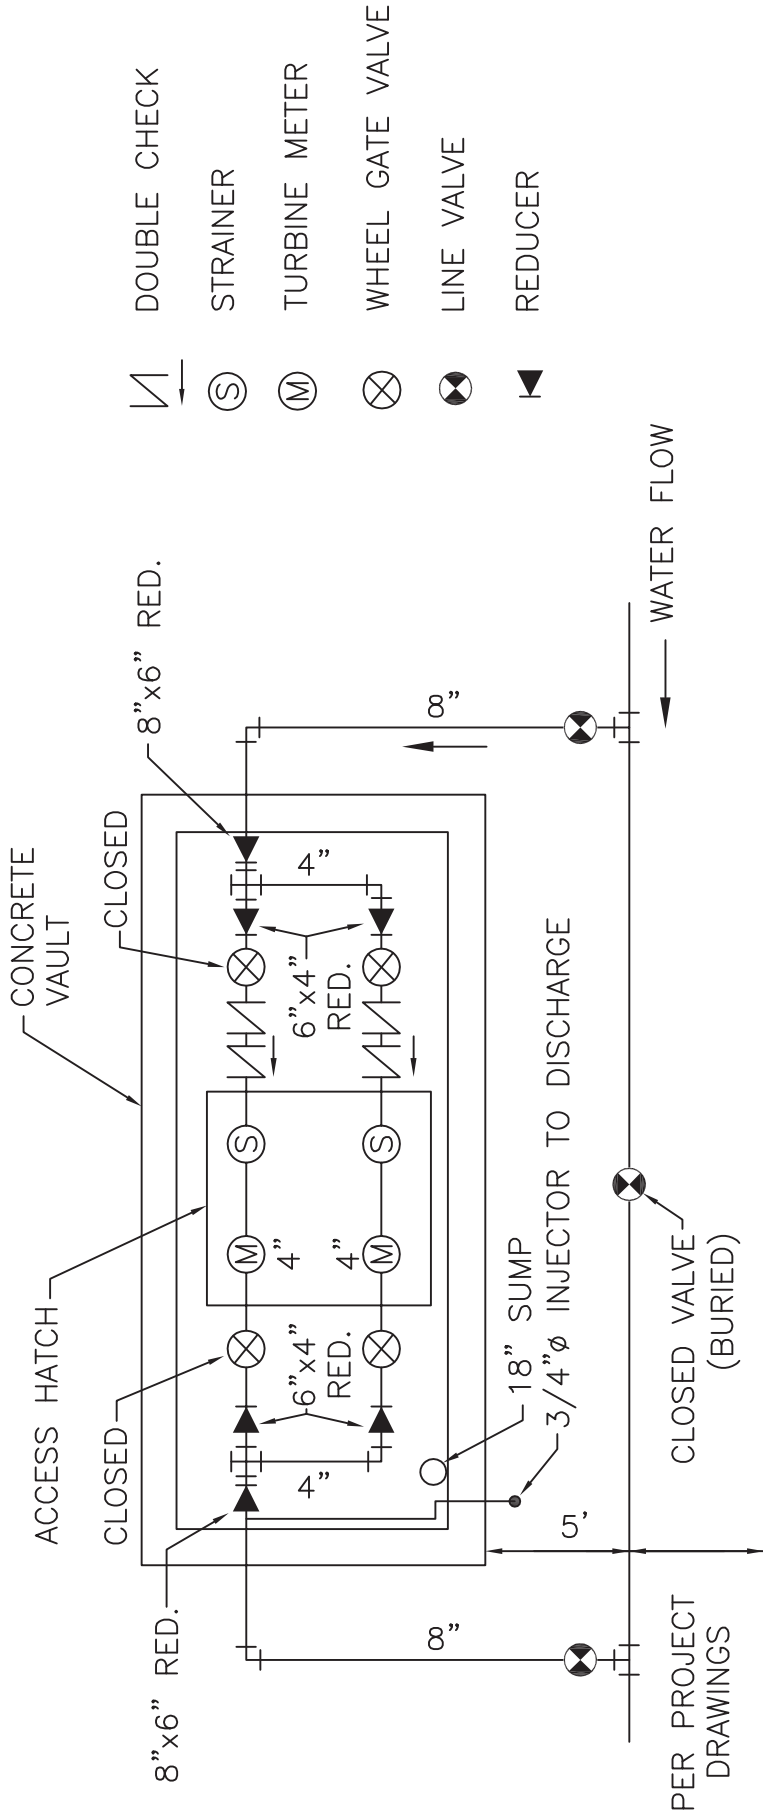 CONCRETE
VAULT
ACCESS HATCH
CLOSED
CLOSED
8"x6" RED.
8"x6" RED.
4"
4"
6"x4"
RED.
6"x4"
RED.
S
S
M
M
4"
4"
18" SUMP
3/4"ø INJECTOR TO DISCHARGE
8"
8"
5'
CLOSED VALVE
(BURIED)
WATER FLOW
PER PROJECT
DRAWINGS
DOUBLE CHECK
S STRAINER
M TURBINE METER
WHEEL GATE VALVE
LINE VALVE
REDUCER